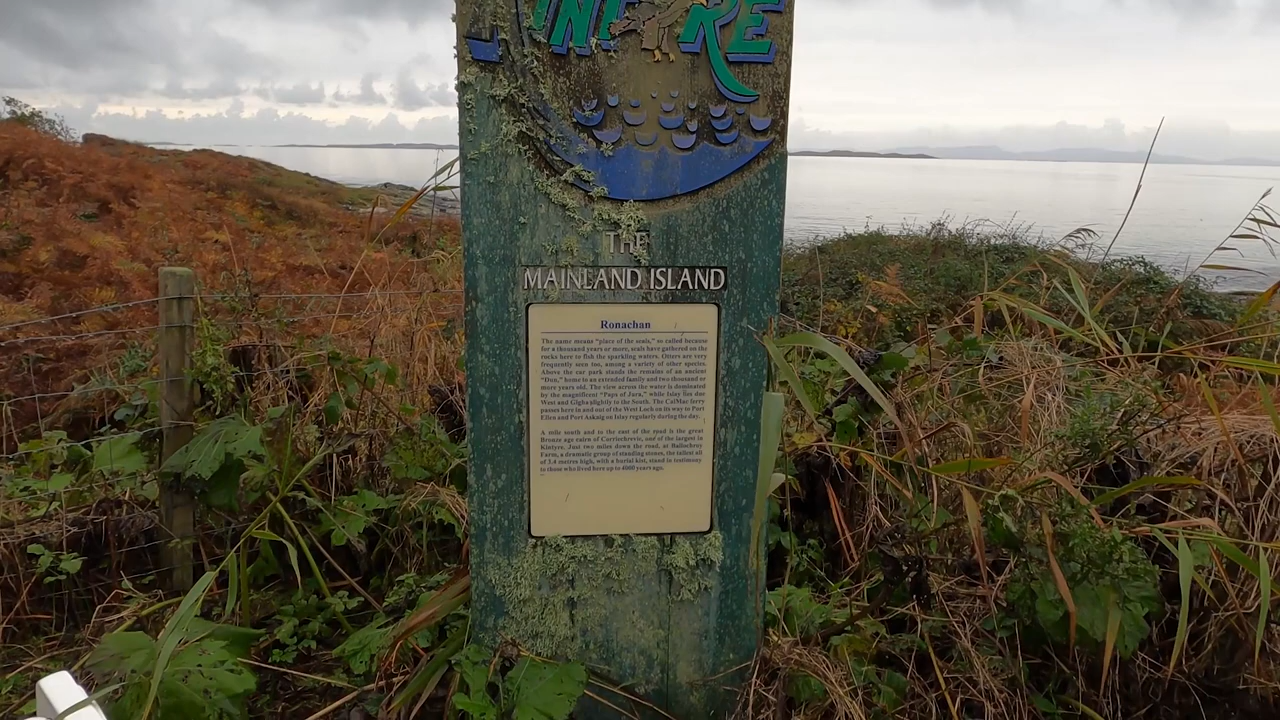 THE
MAINLAND ISLAND
Ronachan
The name means "place of the seals," so called because
for a thousand years or more, seals have gathered on the
rocks here to fish the sparkling waters. Otters are very
frequently seen too, among a variety of other species.
Above the car park stands the remains of an ancient
"Dun," home to an extended family and two thousand or
more years old. The view across the water is dominated
by the magnificent "Paps of Jura," while Islay lies due
West and Gigha slightly to the South. The CalMac ferry
passes here in and out of the West Loch on its way to Port
Ellen and Port Askaig on Islay regularly during the day.
A mile south and to the east of the road is the great
Bronze age cairn of Corriechrevie, one of the largest in
Kintyre. Just two miles down the road, at Ballochroy
Farm, a dramatic group of standing stones, the tallest all
of 3.4 metres high, with a burial kist, stand in testimony
to those who lived here up to 4000 years ago.